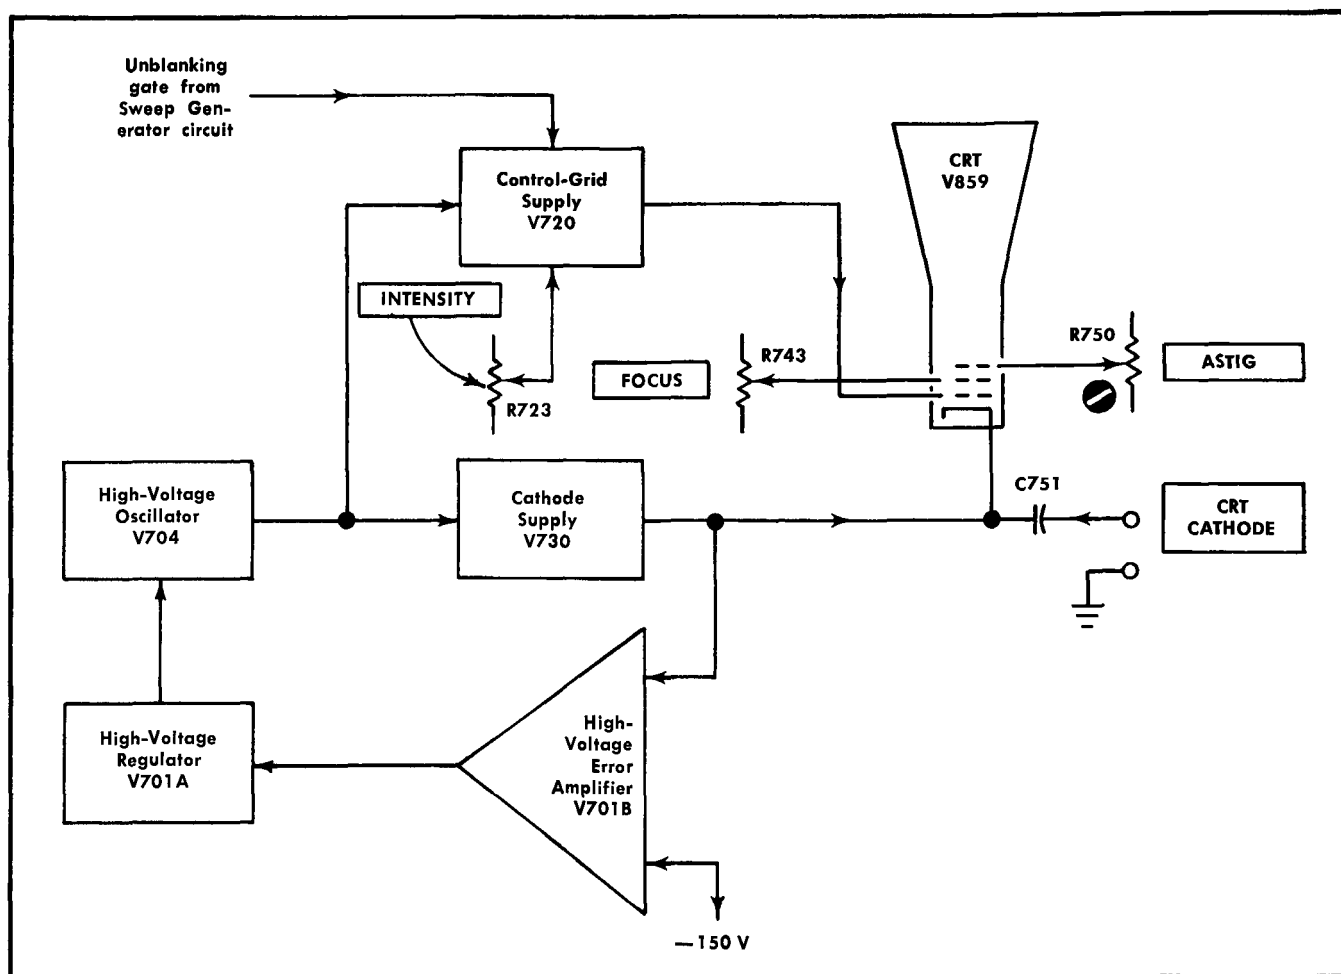 Unblanking
gate from
Sweep Gen-
erator circuit
Control-Grid
Supply
V720
CRT
V859
INTENSITY
R723
FOCUS
R743
R750
ASTIG
High-Voltage
Oscillator
V704
Cathode
Supply
V730
C751
CRT
CATHODE
High-Voltage
Regulator
V701A
High-
Voltage
Error
Amplifier
V701B
—150 V